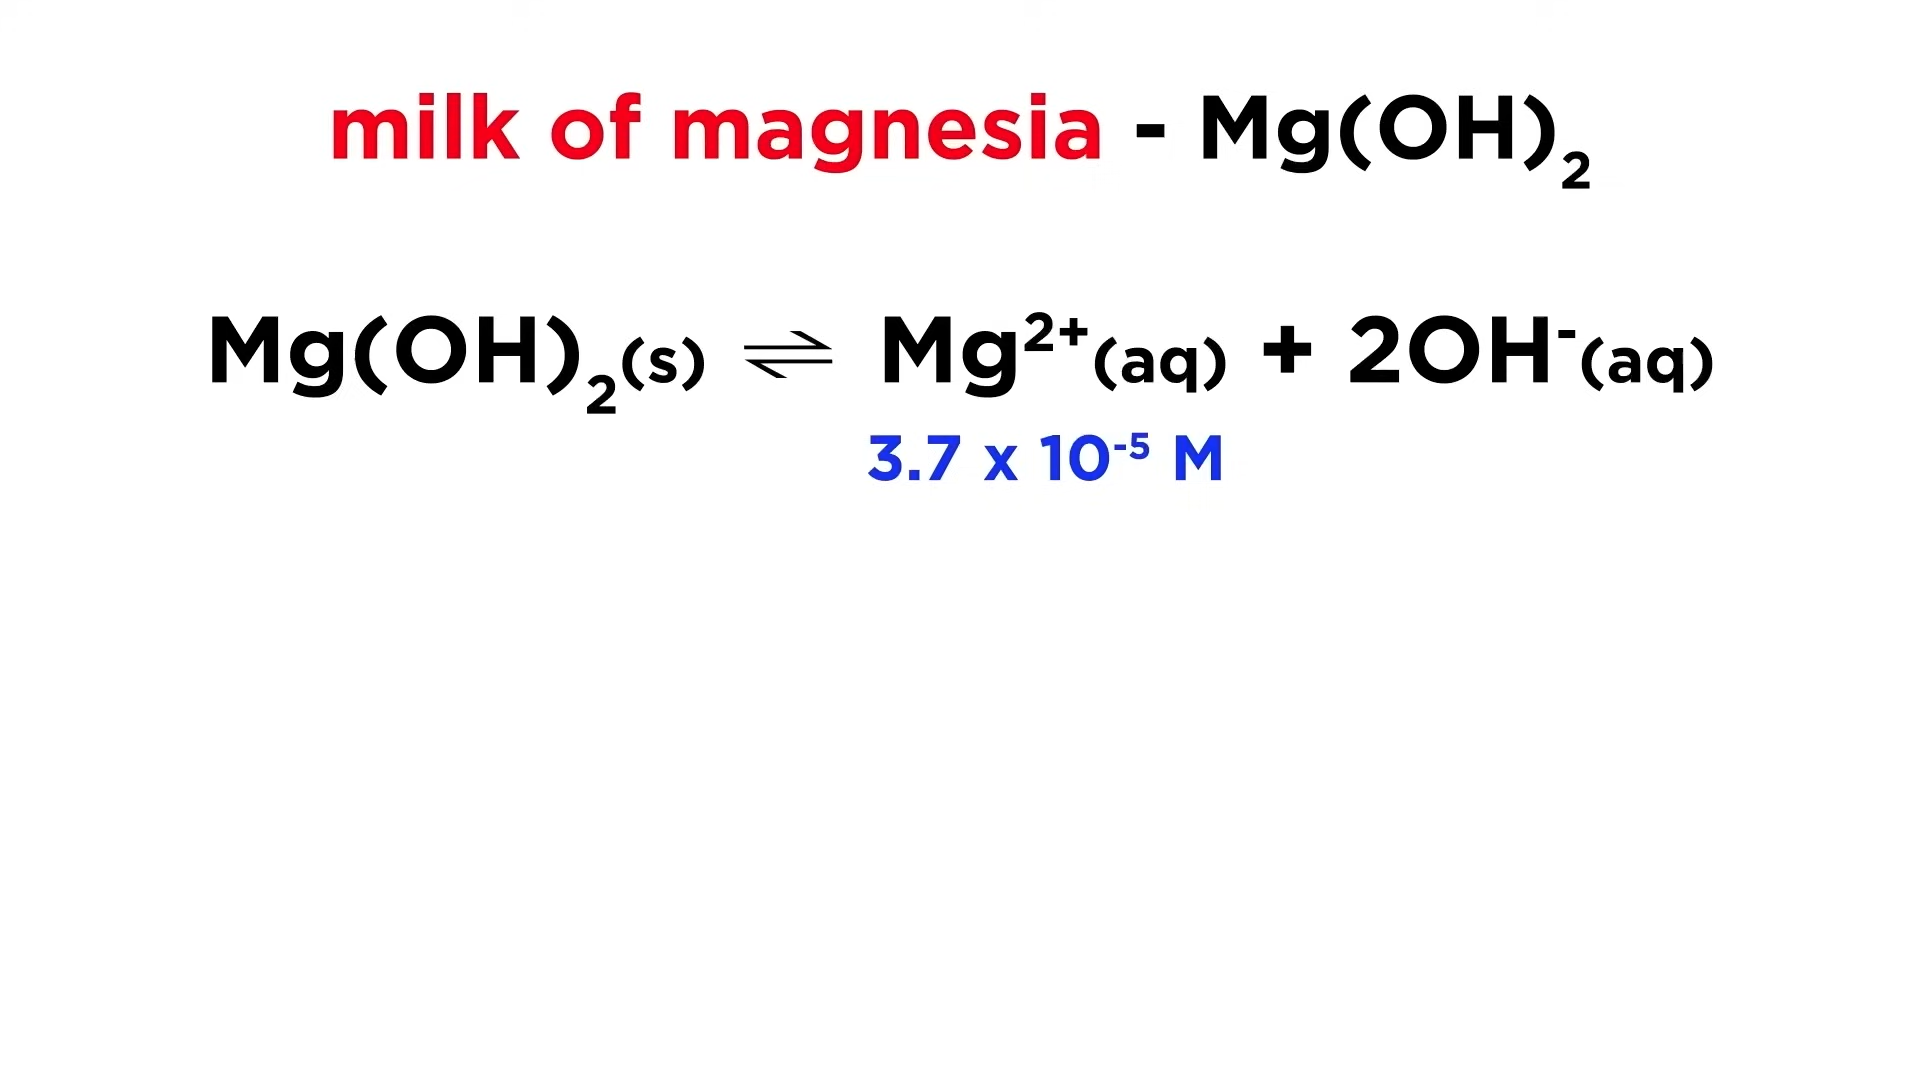 milk of magnesia - Mg(OH)₂
Mg(OH)₂(s) ⇌ Mg²⁺(aq) + 2OH⁻(aq)
3.7 x 10⁻⁵ M